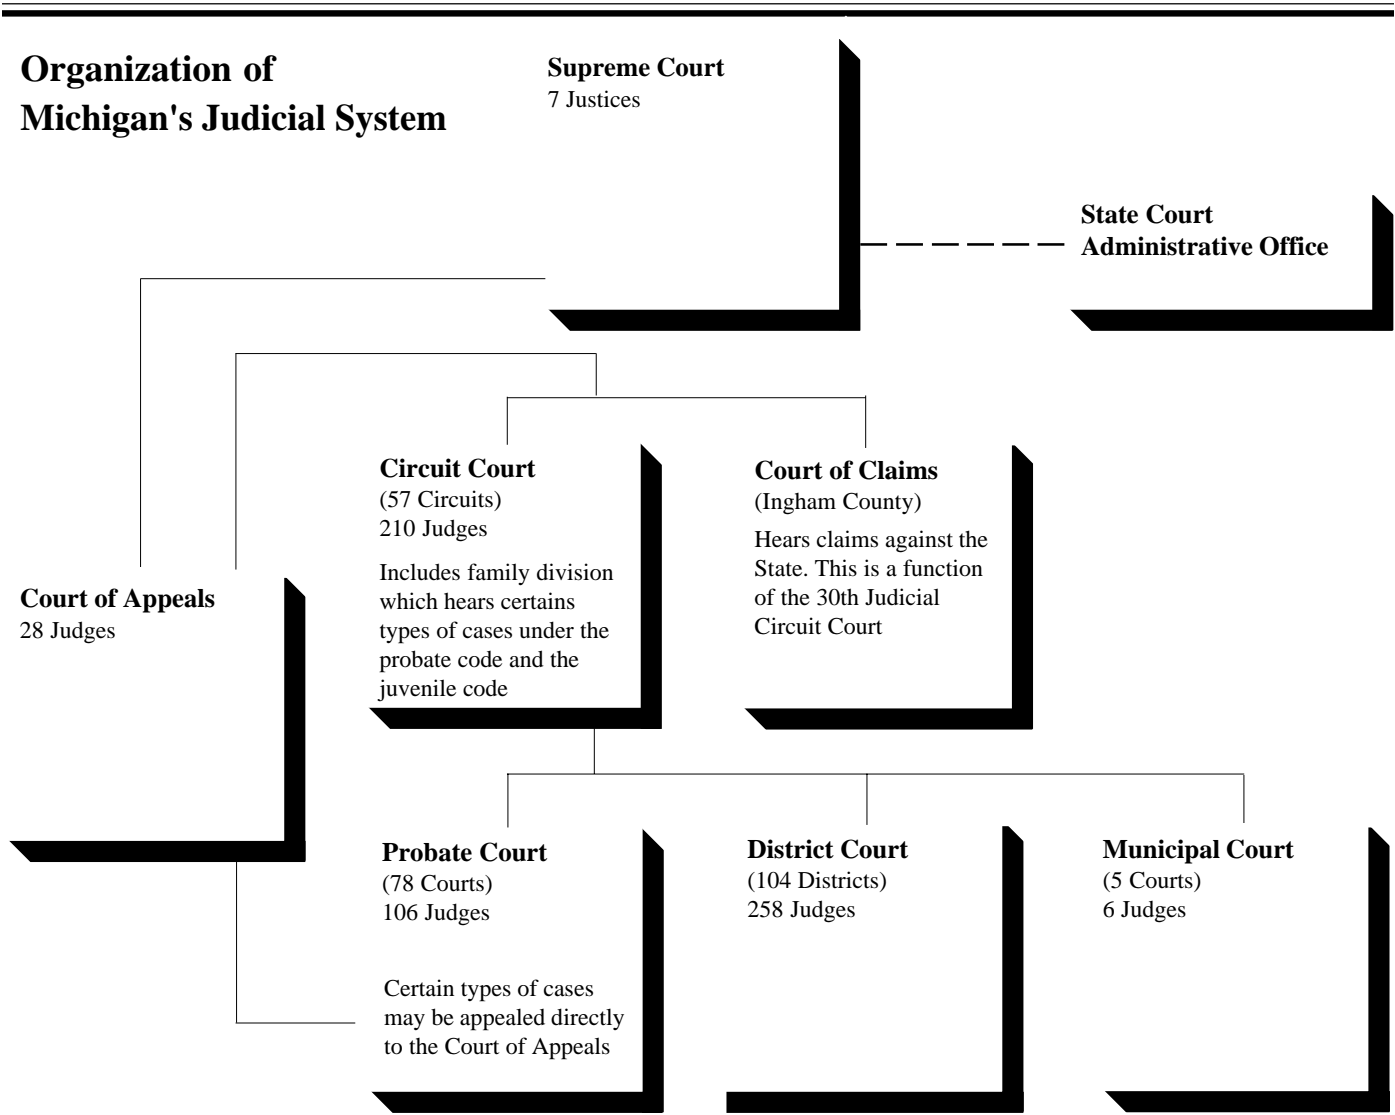 Organization of
Michigan's Judicial System
Supreme Court
7 Justices
State Court
Administrative Office
Circuit Court
(57 Circuits)
210 Judges
Includes family division
which hears certains
types of cases under the
probate code and the
juvenile code
Court of Claims
(Ingham County)
Hears claims against the
State. This is a function
of the 30th Judicial
Circuit Court
Court of Appeals
28 Judges
Probate Court
(78 Courts)
106 Judges
Certain types of cases
may be appealed directly
to the Court of Appeals
District Court
(104 Districts)
258 Judges
Municipal Court
(5 Courts)
6 Judges